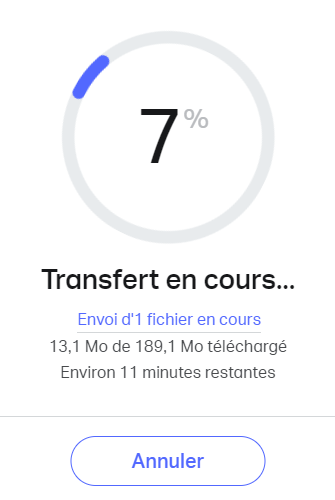 7%
Transfert en cours...
Envoi d'1 fichier en cours
13,1 Mo de 189,1 Mo téléchargé
Environ 11 minutes restantes
Annuler